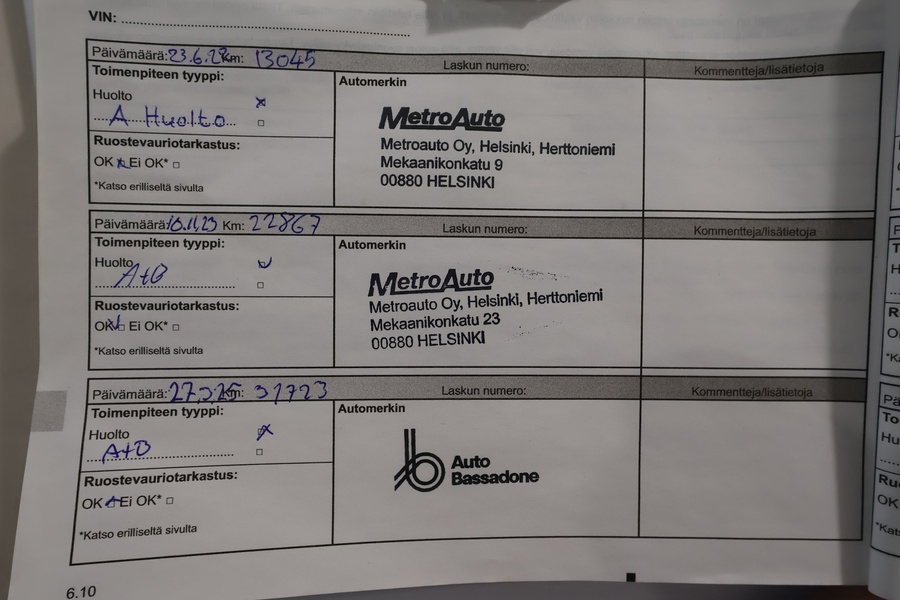 VIN:
Päivämäärä: 23.6.22 Km: 13045 Laskun numero: Kommentteja/lisätietoja
Toimenpiteen tyyppi: Automerkin
Huolto
A Huolto
Ruostevauriotarkastus:
OK Ei OK*
*Katso erilliseltä sivulta
MetroAuto
Metroauto Oy, Helsinki, Herttoniemi
Mekaanikonkatu 9
00880 HELSINKI
Päivämäärä: 10.11,23 Km: 22867 Laskun numero: Kommentteja/lisätietoja
Toimenpiteen tyyppi: Automerkin
Huolto
A+B
Ruostevauriotarkastus:
OK Ei OK*
*Katso erilliseltä sivulta
MetroAuto
Metroauto Oy, Helsinki, Herttoniemi
Mekaanikonkatu 23
00880 HELSINKI
Päivämäärä: Km: 31723 Laskun numero: Kommentteja/lisätietoja
Toimenpiteen tyyppi: Automerkin
Huolto
A+B
Ruostevauriotarkastus:
OK Ei OK*
*Katso erilliseltä sivulta
Auto
Bassadone
6.10